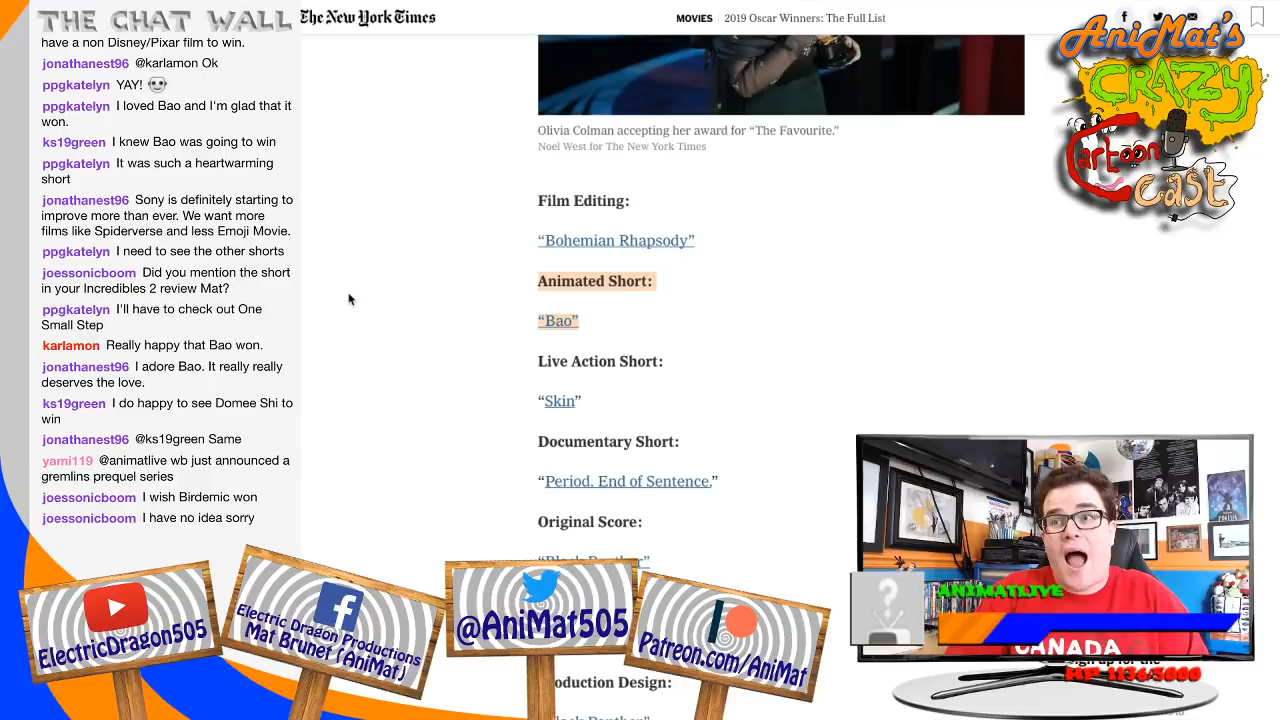 THE CHAT WALL
have a non Disney/Pixar film to win.
jonathanest96 @karlamon Ok
ppgkatelyn YAY!
ppgkatelyn I loved Bao and I'm glad that it
won.
ks19green I knew Bao was going to win
ppgkatelyn It was such a heartwarming
short
jonathanest96 Sony is definitely starting to
improve more than ever. We want more
films like Spiderverse and less Emoji Movie.
ppgkatelyn I need to see the other shorts
joessonicboom Did you mention the short
in your Incredibles 2 review Mat?
ppgkatelyn I'll have to check out One
Small Step
karlamon Really happy that Bao won.
jonathanest96 I adore Bao. It really really
deserves the love.
ks19green I do happy to see Domee Shi to
win
jonathanest96 @ks19green Same
yami119 @animatlive wb just announced a
gremlins prequel series
joessonicboom I wish Birdemic won
joessonicboom I have no idea sorry
The New York Times
MOVIES 2019 Oscar Winners: The Full List
Olivia Colman accepting her award for “The Favourite.”
Noel West for The New York Times
Film Editing:
“Bohemian Rhapsody”
Animated Short:
“Bao”
Live Action Short:
“Skin”
Documentary Short:
“Period. End of Sentence.”
Original Score:
“Black Panther”
oduction Design:
AniMat's
CRAZY
Cartoon
Cast
ANIMATLIVE
CANADA
sign up for the
HP 1136/5000
ElectricDragon505
Electric Dragon Productions
Mat Brunet (AniMat)
@AniMat505
Patreon.com/AniMat